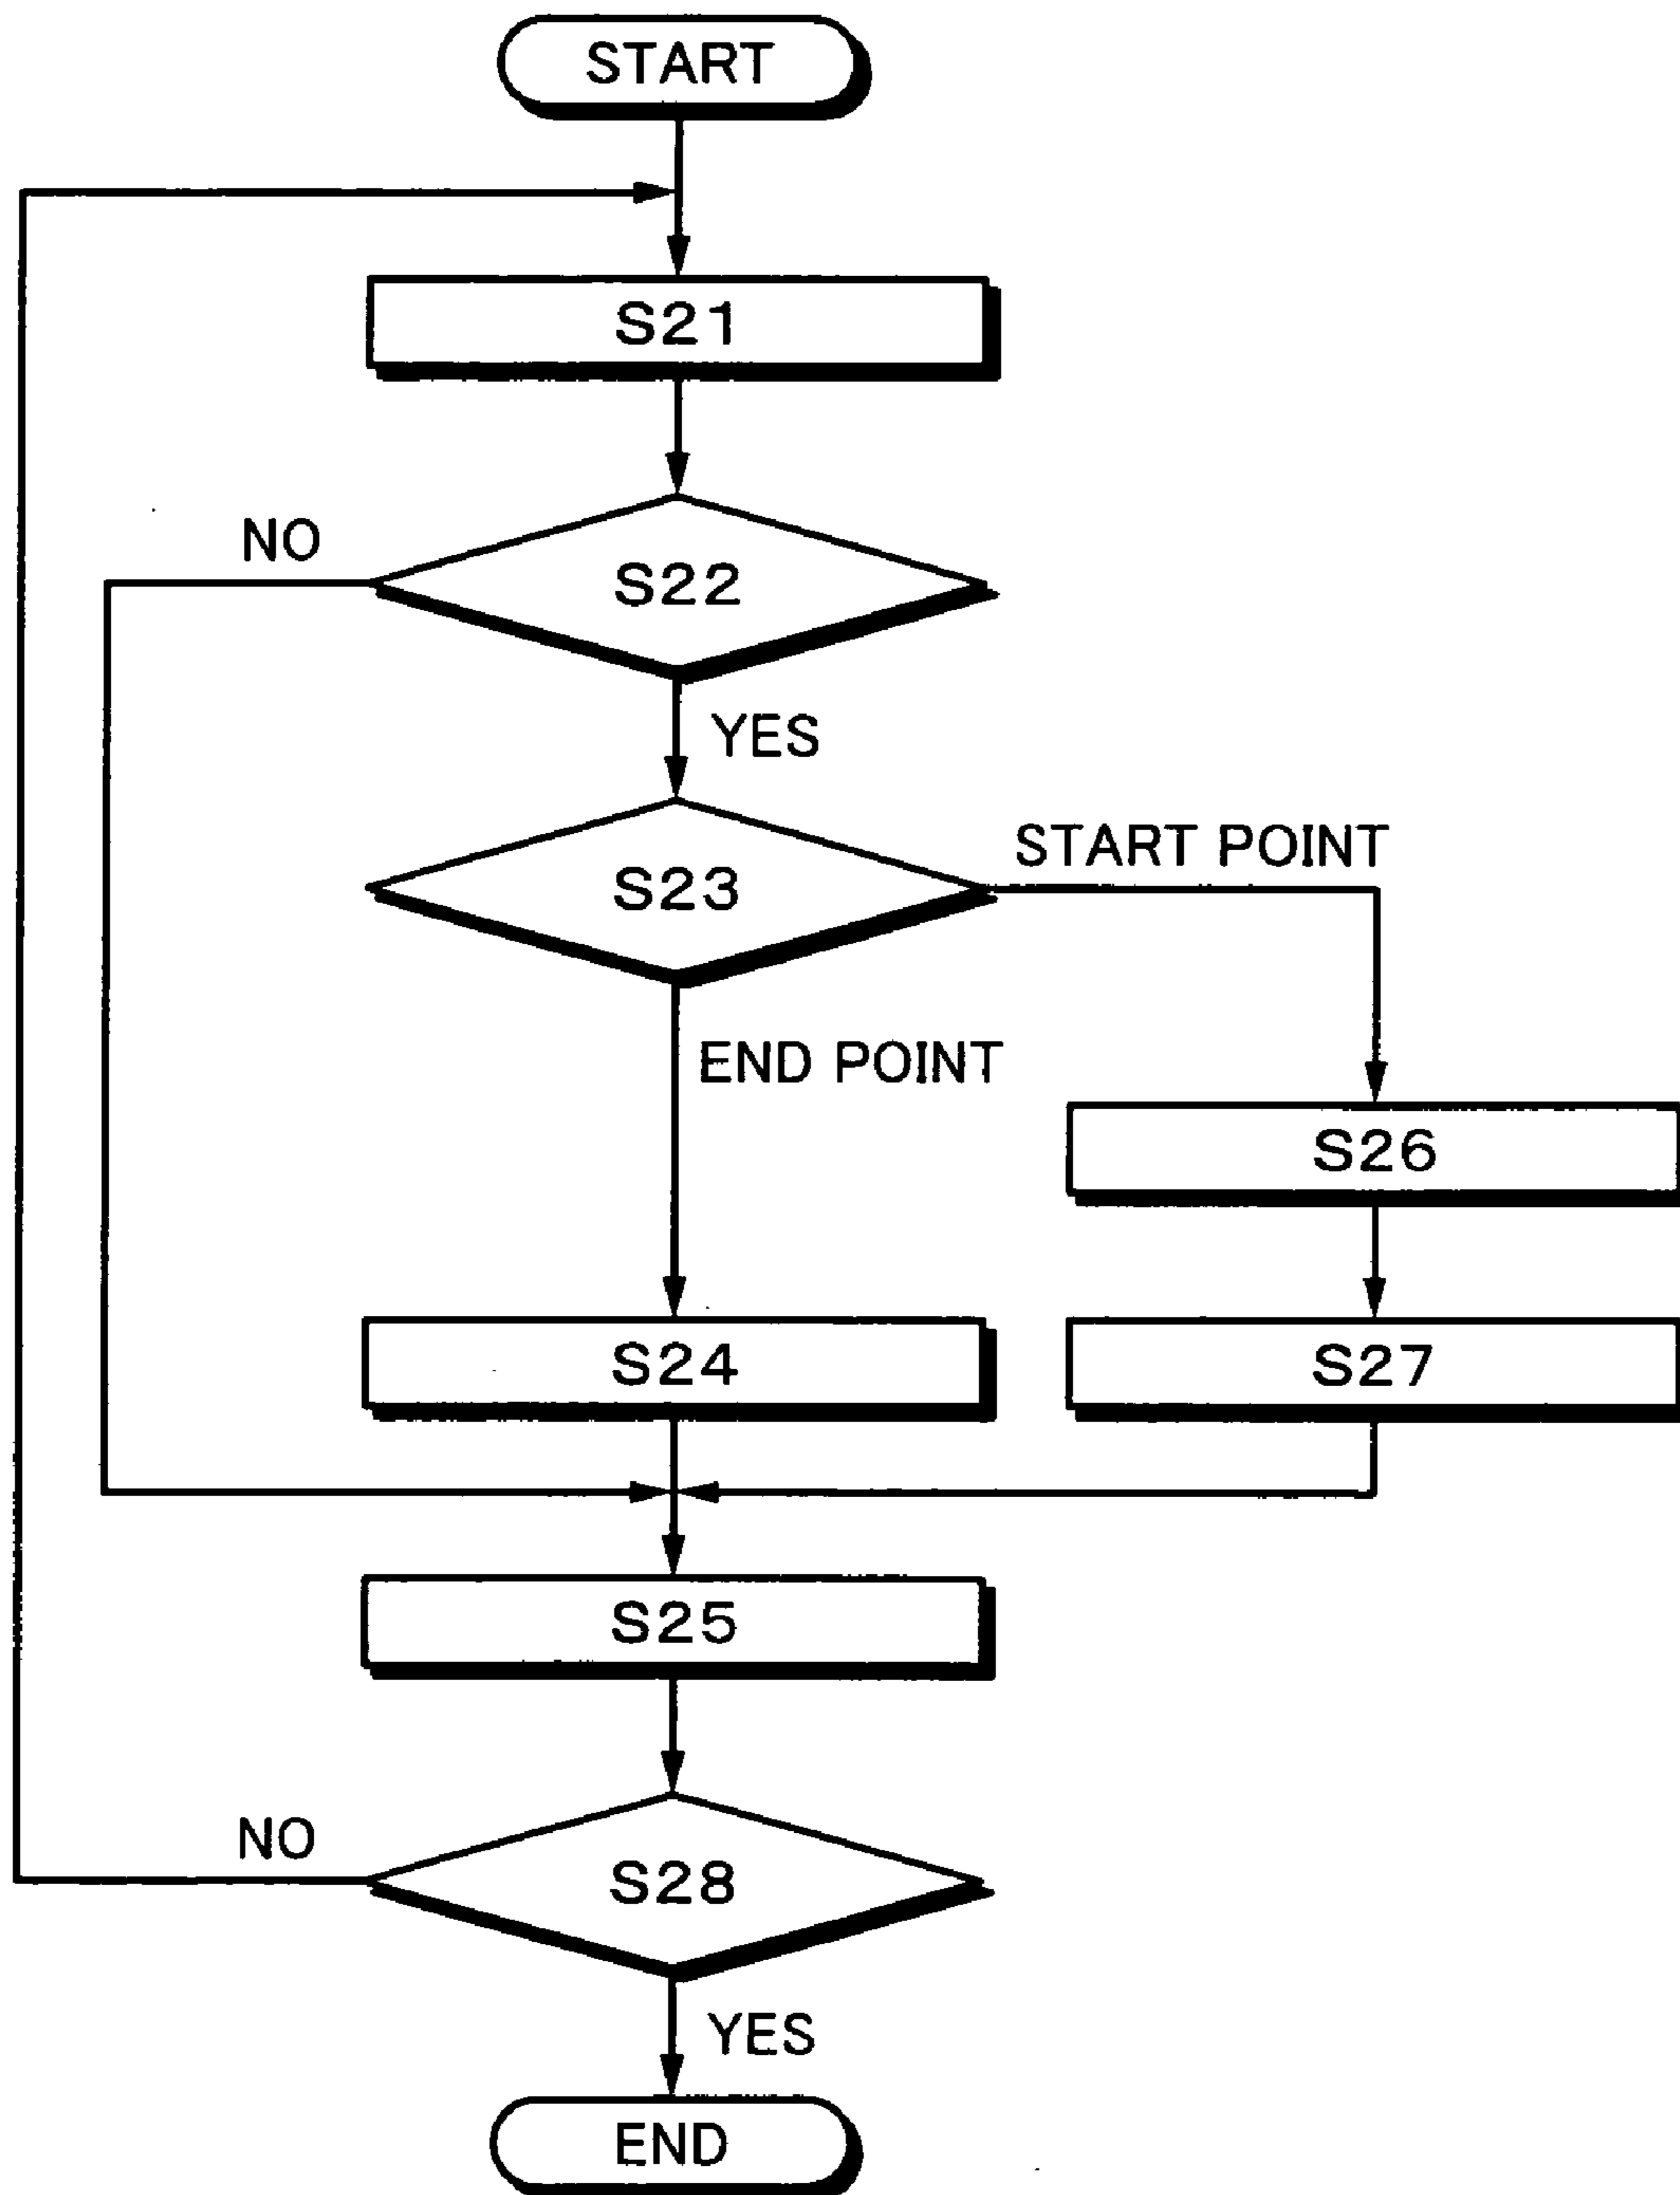 START
S21
NO
S22
YES
S23
START POINT
END POINT
S26
S24
S27
S25
NO
S28
YES
END